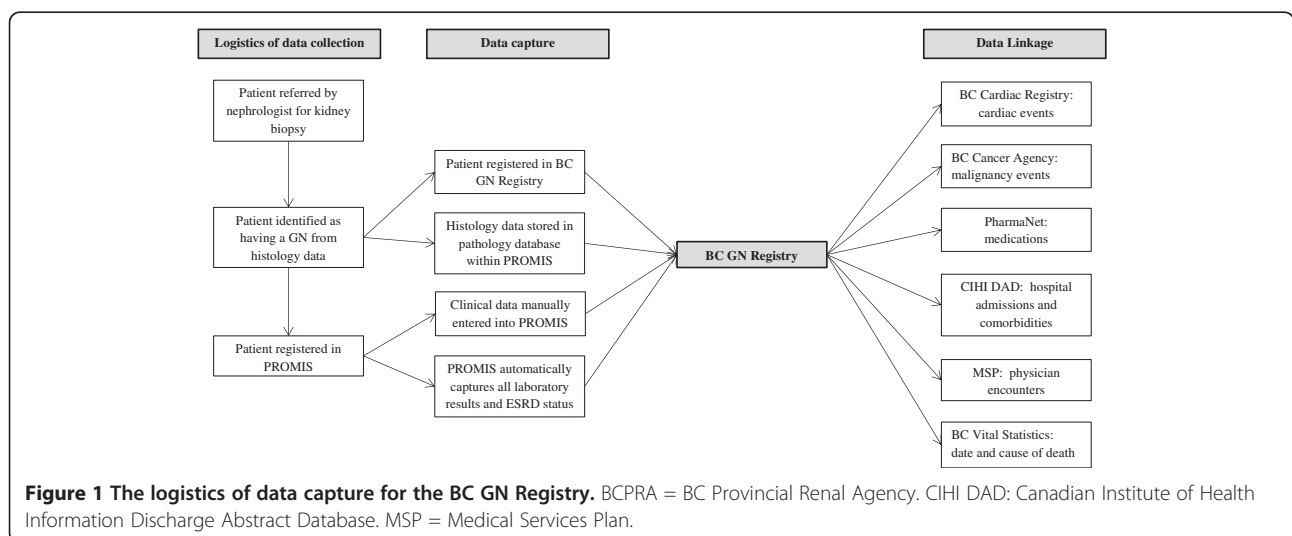 Logistics of data collection
Data capture
Data Linkage
Patient referred by
nephrologist for kidney
biopsy
Patient identified as
having a GN from
histology data
Patient registered in
PROMIS
Patient registered in BC
GN Registry
Histology data stored in
pathology database
within PROMIS
Clinical data manually
entered into PROMIS
PROMIS automatically
captures all laboratory
results and ESRD status
BC GN Registry
BC Cardiac Registry:
cardiac events
BC Cancer Agency:
malignancy events
PharmaNet:
medications
CIHI DAD: hospital
admissions and
comorbidities
MSP: physician
encounters
BC Vital Statistics:
date and cause of death
Figure 1 The logistics of data capture for the BC GN Registry. BCPRA = BC Provincial Renal Agency. CIHI DAD: Canadian Institute of Health
Information Discharge Abstract Database. MSP = Medical Services Plan.